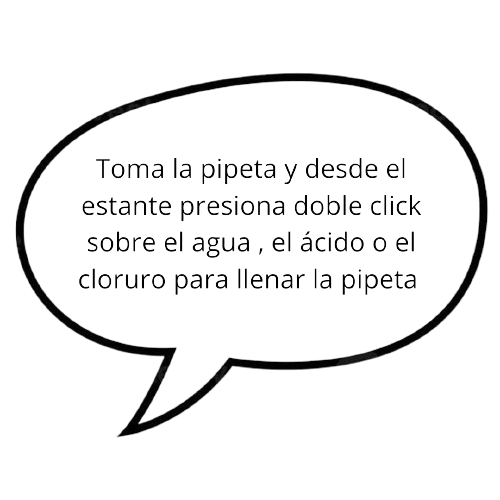 Toma la pipeta y desde el
estante presiona doble click
sobre el agua , el ácido o el
cloruro para llenar la pipeta